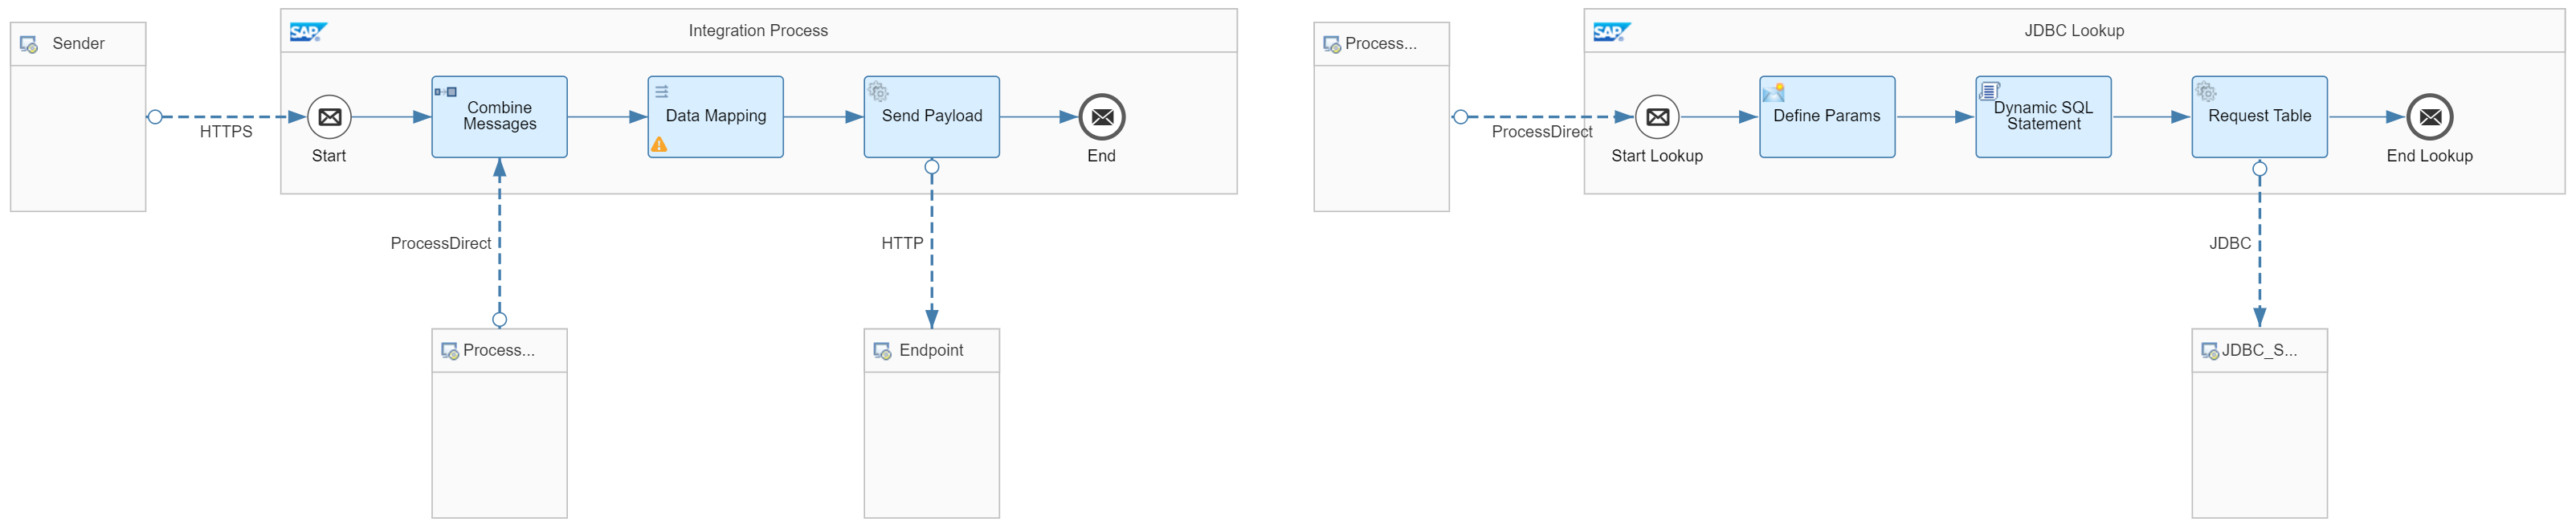 Sender
SAP
Integration Process
HTTPS
Start
Combine
Messages
Data Mapping
Send Payload
End
ProcessDirect
HTTP
Process...
Endpoint
Process...
SAP
JDBC Lookup
ProcessDirect
Start Lookup
Define Params
Dynamic SQL
Statement
Request Table
End Lookup
JDBC
JDBC_S...